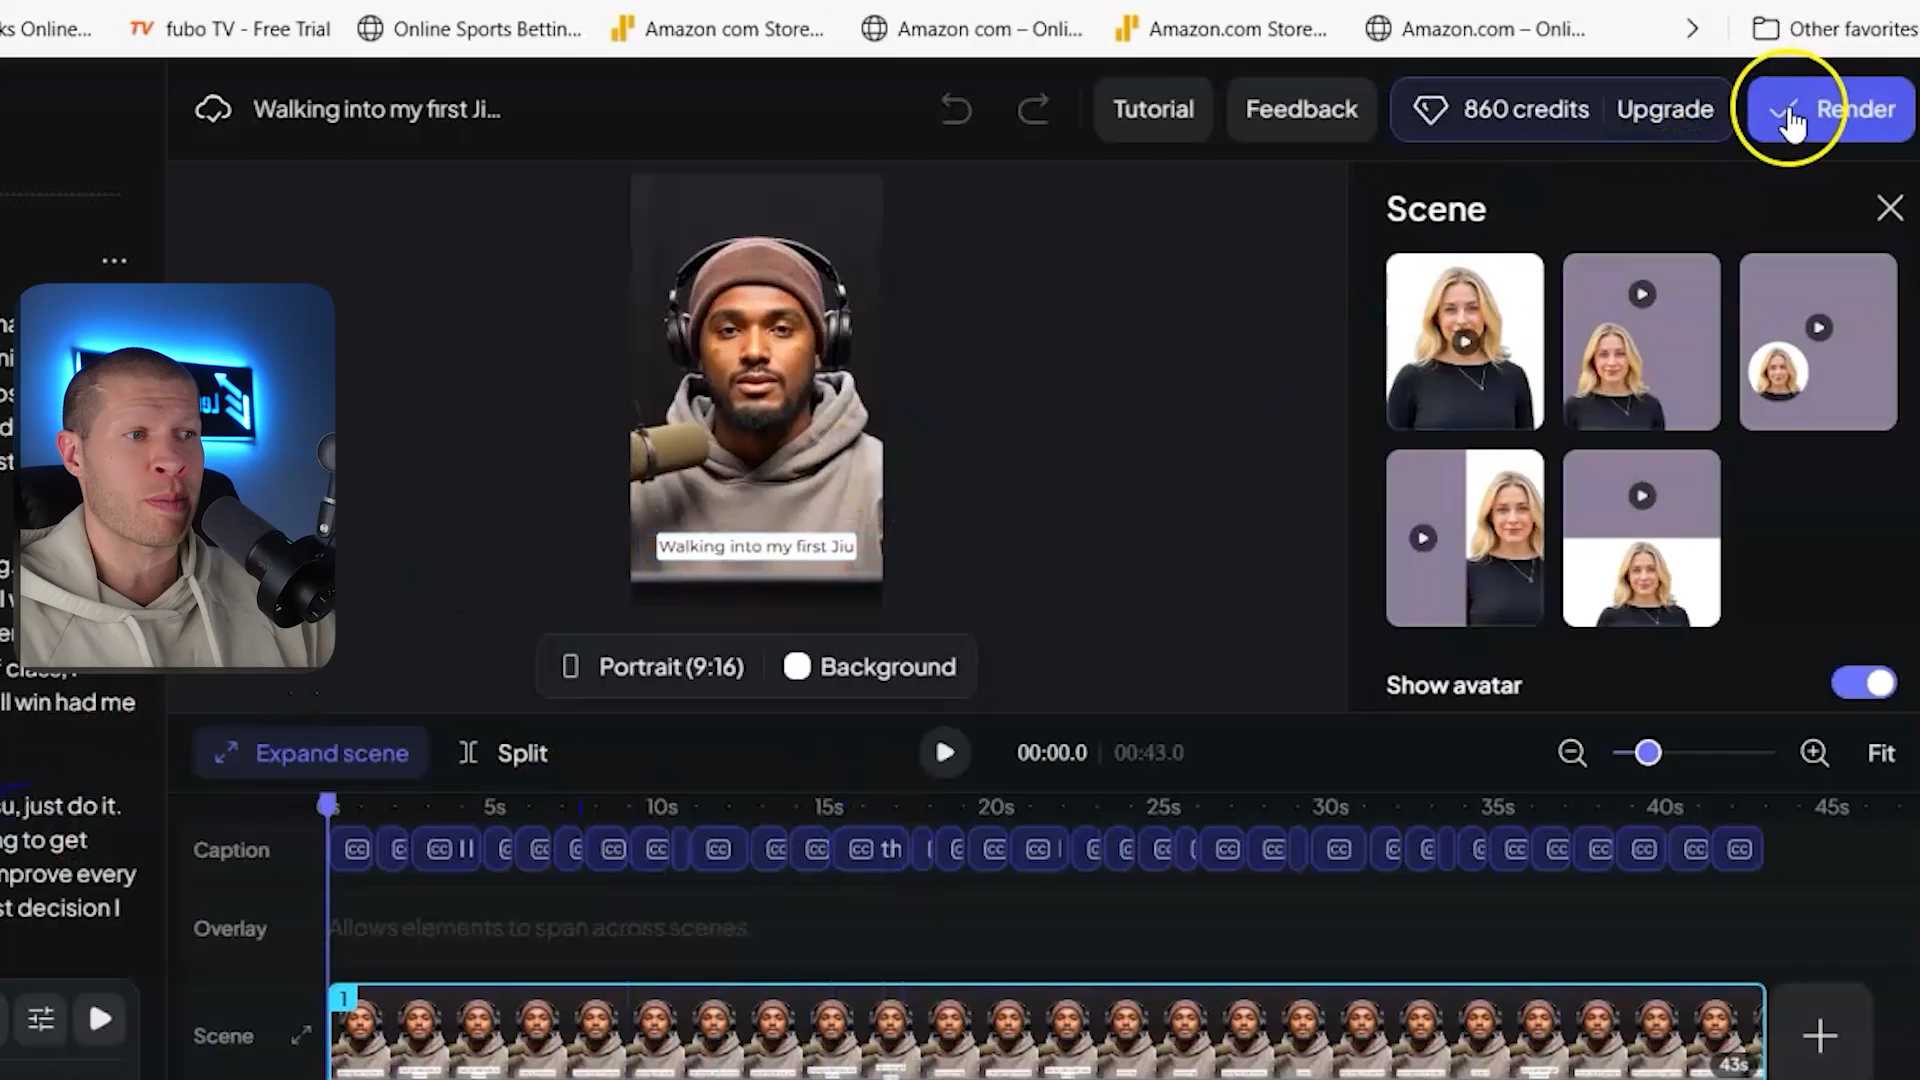 ks Online...
fubo TV - Free Trial
Online Sports Bettin...
Amazon com Store...
Amazon com – Onli...
Amazon.com Store...
Amazon.com – Onli...
Other favorites
Walking into my first Ji...
Tutorial
Feedback
860 credits
Upgrade
Render
Scene
Walking into my first Jiu
Portrait (9:16)
Background
Show avatar
ll win had me
u, just do it.
ng to get
mprove every
st decision I
Expand scene
Split
00:00.0 | 00:43.0
Fit
5s 10s 15s 20s 25s 30s 35s 40s 45s
Caption
th
Overlay
Allows elements to span across scenes.
1
Scene
43s